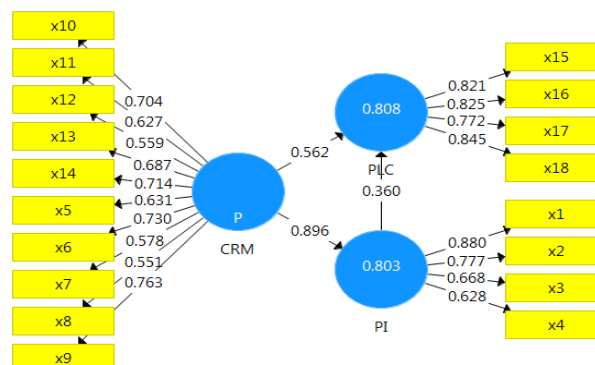 x10
x11
x12
x13
x14
x5
x6
x7
x8
x9
0.704
0.627
0.559
0.687
0.714
0.631
0.730
0.578
0.551
0.763
P
CRM
0.562
0.896
0.808
PLC
0.360
0.803
PI
0.821
0.825
0.772
0.845
x15
x16
x17
x18
0.880
0.777
0.668
0.628
x1
x2
x3
x4